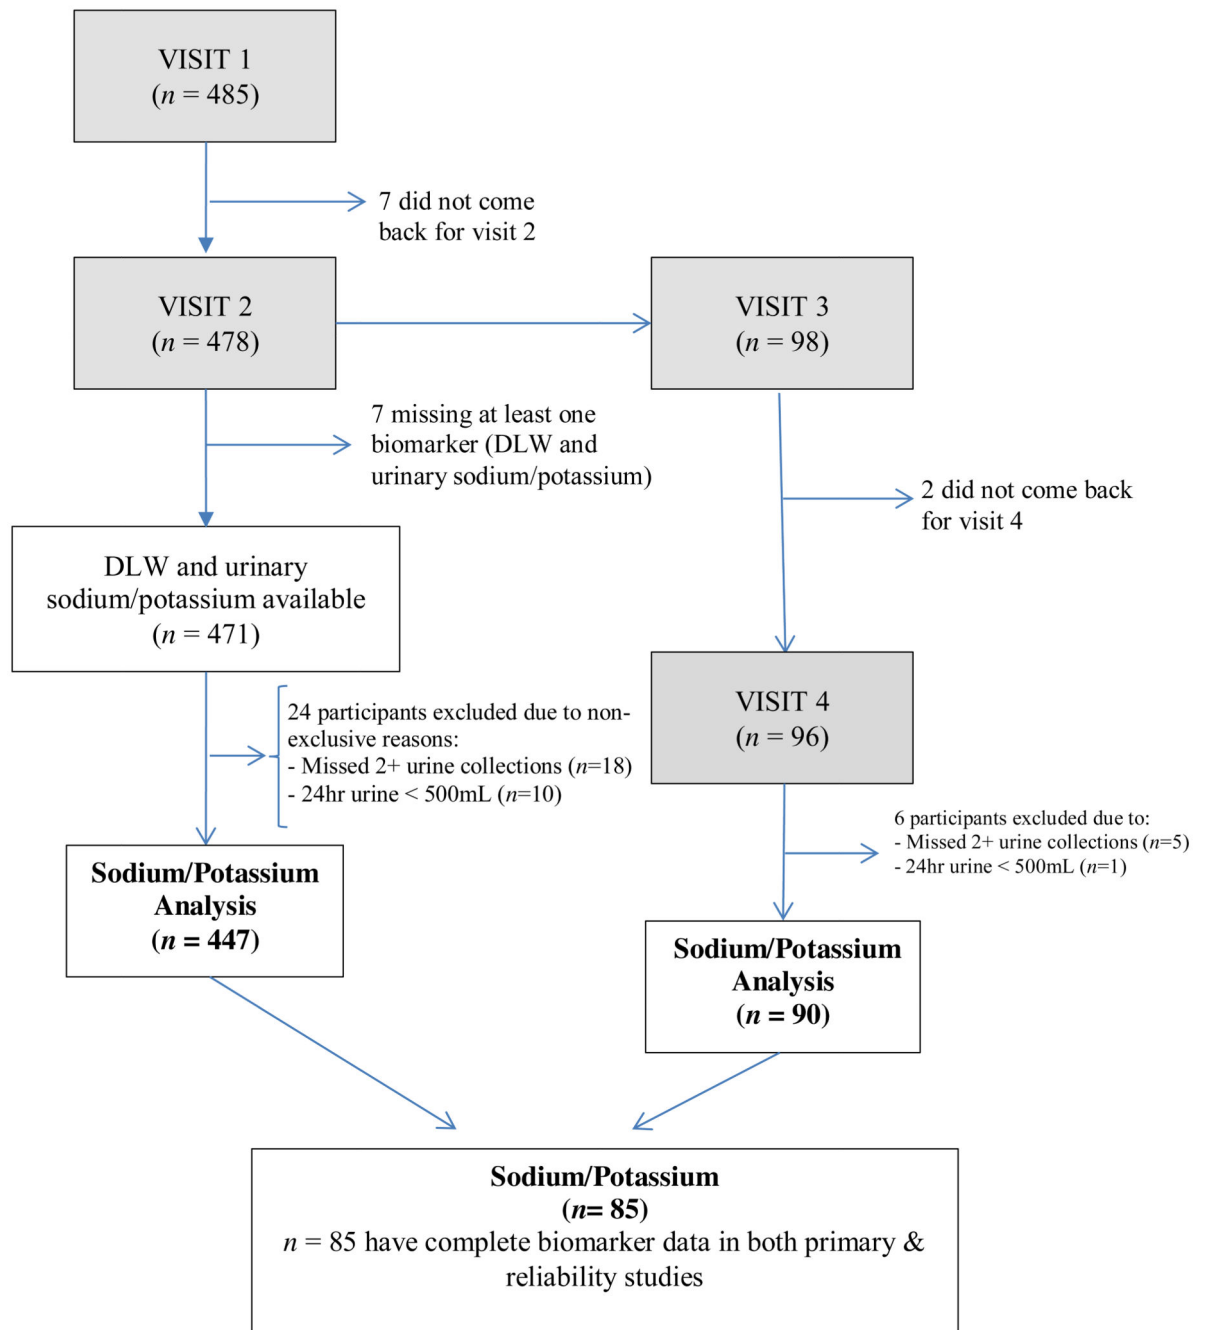 VISIT 1
(n = 485)
7 did not come
back for visit 2
VISIT 2
(n = 478)
VISIT 3
(n = 98)
7 missing at least one
biomarker (DLW and
urinary sodium/potassium)
2 did not come back
for visit 4
DLW and urinary
sodium/potassium available
(n = 471)
VISIT 4
(n = 96)
24 participants excluded due to non-
exclusive reasons:
- Missed 2+ urine collections (n=18)
- 24hr urine < 500mL (n=10)
6 participants excluded due to:
- Missed 2+ urine collections (n=5)
- 24hr urine < 500mL (n=1)
Sodium/Potassium
Analysis
(n = 447)
Sodium/Potassium
Analysis
(n = 90)
Sodium/Potassium
(n= 85)
n = 85 have complete biomarker data in both primary &
reliability studies